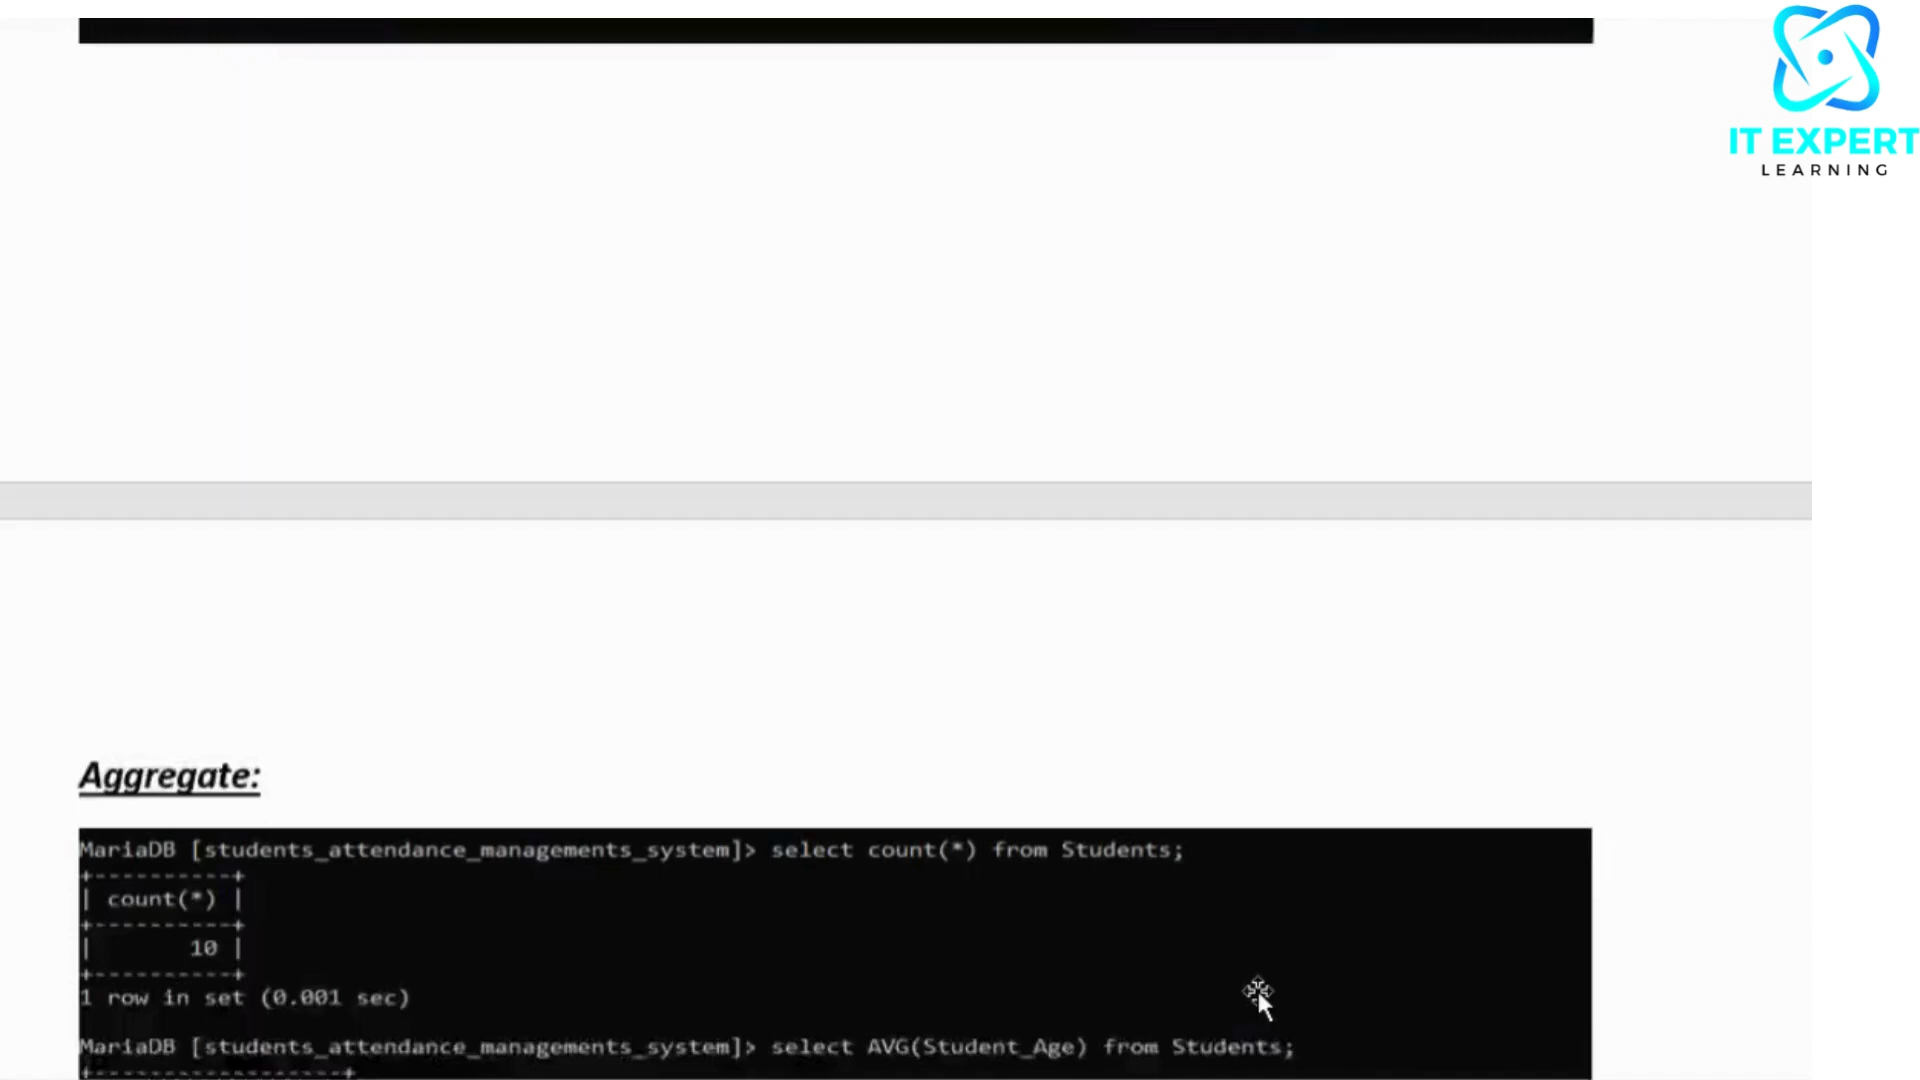 IT EXPERT
LEARNING
Aggregate:
MariaDB [students_attendance_managements_system]> select count(*) from Students;
+----------+
| count(*) |
+----------+
|       10 |
+----------+
1 row in set (0.001 sec)
MariaDB [students_attendance_managements_system]> select AVG(Student_Age) from Students;
+------------------+